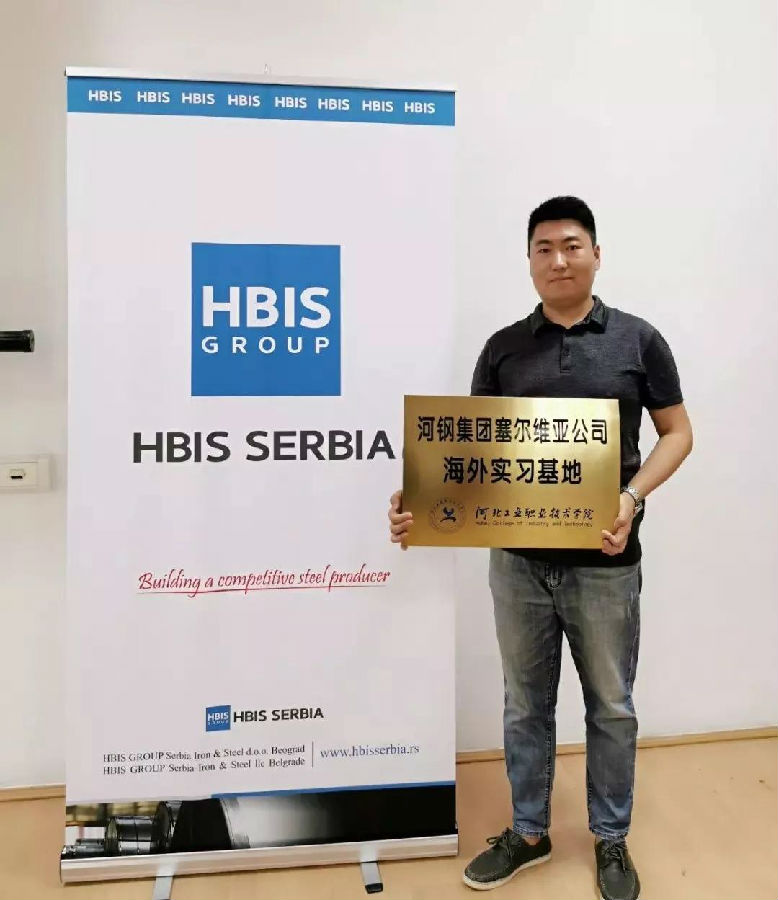 HBIS HBIS HBIS HBIS HBIS HBIS HBIS HBIS
HBIS
GROUP
HBIS SERBIA
Building a competitive steel producer
HBIS
GROUP
HBIS SERBIA
HBIS GROUP Serbia Iron & Steel d.o.o. Beograd
HBIS GROUP Serbia Iron & Steel llc Belgrade
www.hbisserbia.rs
河钢集团塞尔维亚公司
海外实习基地
河北工业职业技术学院
Hebei College of Industry and Technology